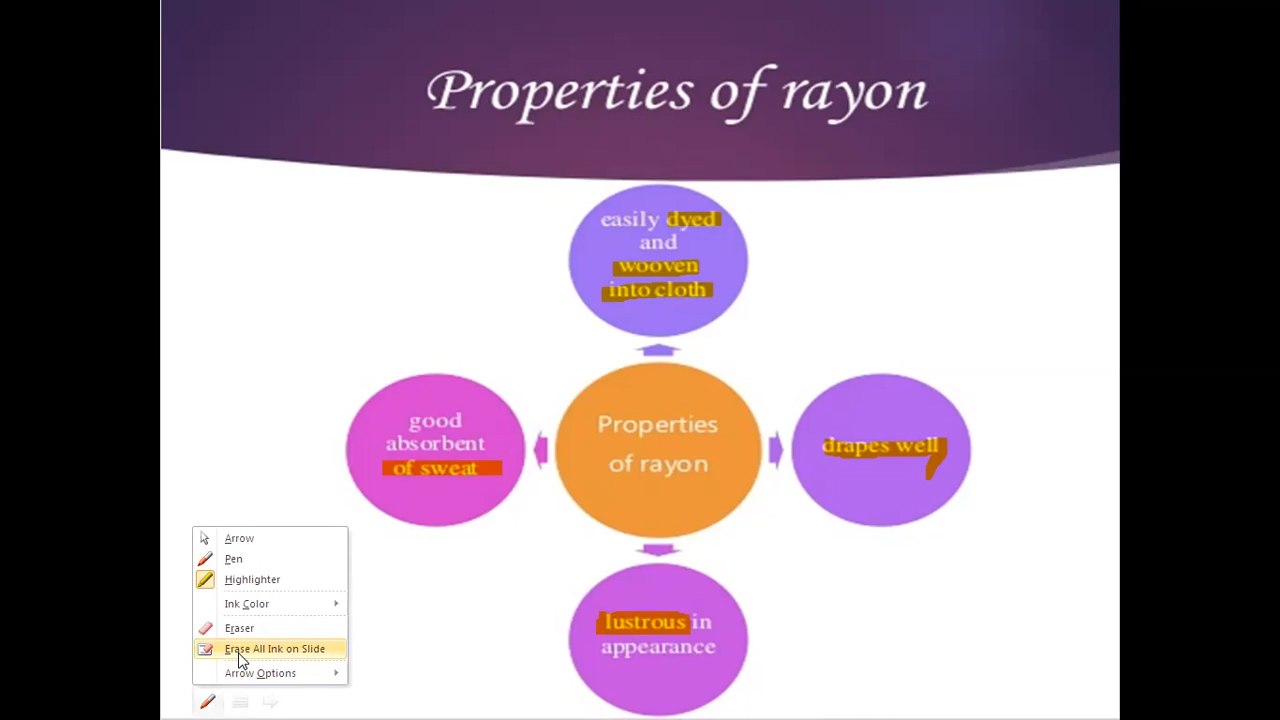 Properties of rayon
easily dyed
and
wooven
into cloth
good
absorbent
of sweat
Properties
of rayon
drapes well
lustrous in
appearance
Arrow
Pen
Highlighter
Ink Color
Eraser
Erase All Ink on Slide
Arrow Options